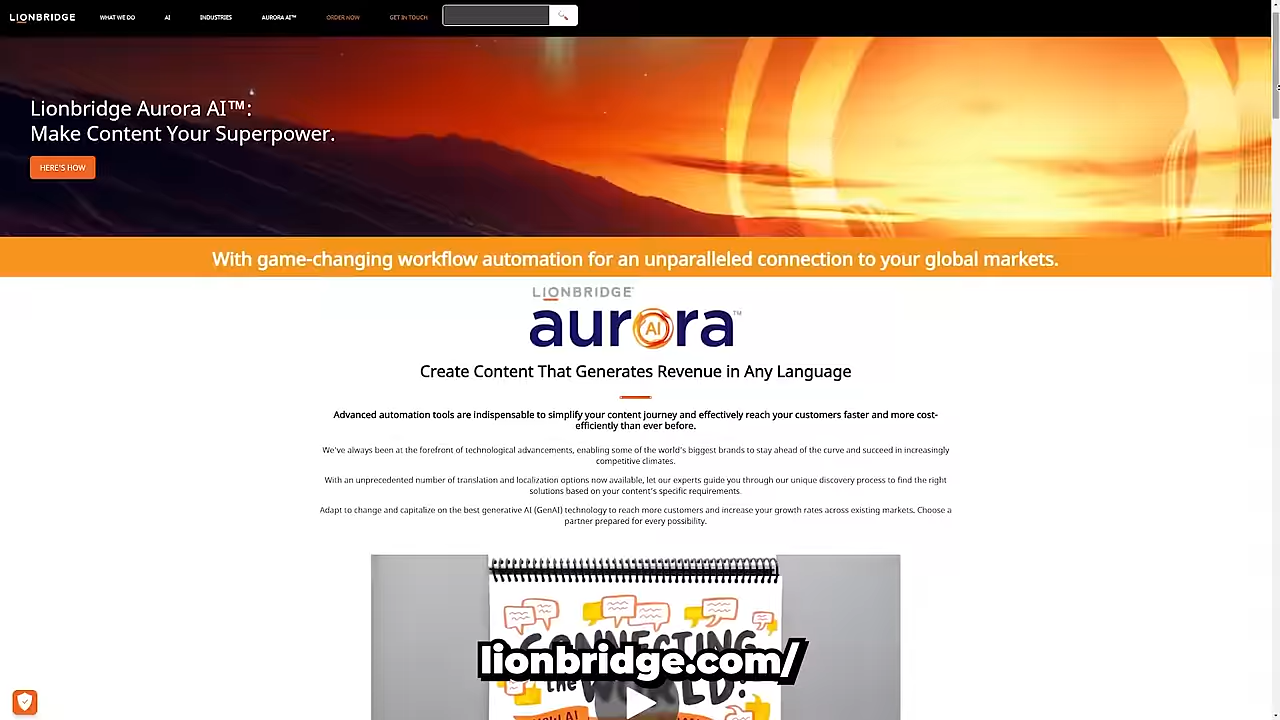 LIONBRIDGE
WHAT WE DO
AI
INDUSTRIES
AURORA AI™
ORDER NOW
GET IN TOUCH
Lionbridge Aurora AI™:
Make Content Your Superpower.
HERE'S HOW
With game-changing workflow automation for an unparalleled connection to your global markets.
LIONBRIDGE
aurora™
AI
Create Content That Generates Revenue in Any Language
Advanced automation tools are indispensable to simplify your content journey and effectively reach your customers faster and more cost-
efficiently than ever before.
We've always been at the forefront of technological advancements, enabling some of the world's biggest brands to stay ahead of the curve and succeed in increasingly
competitive climates.
With an unprecedented number of translation and localization options now available, let our experts guide you through our unique discovery process to find the right
solutions based on your content's specific requirements.
Adapt to change and capitalize on the best generative AI (GenAI) technology to reach more customers and increase your growth rates across existing markets. Choose a
partner prepared for every possibility.
CONNECTING
lionbridge.com/
the WORLD:
AI